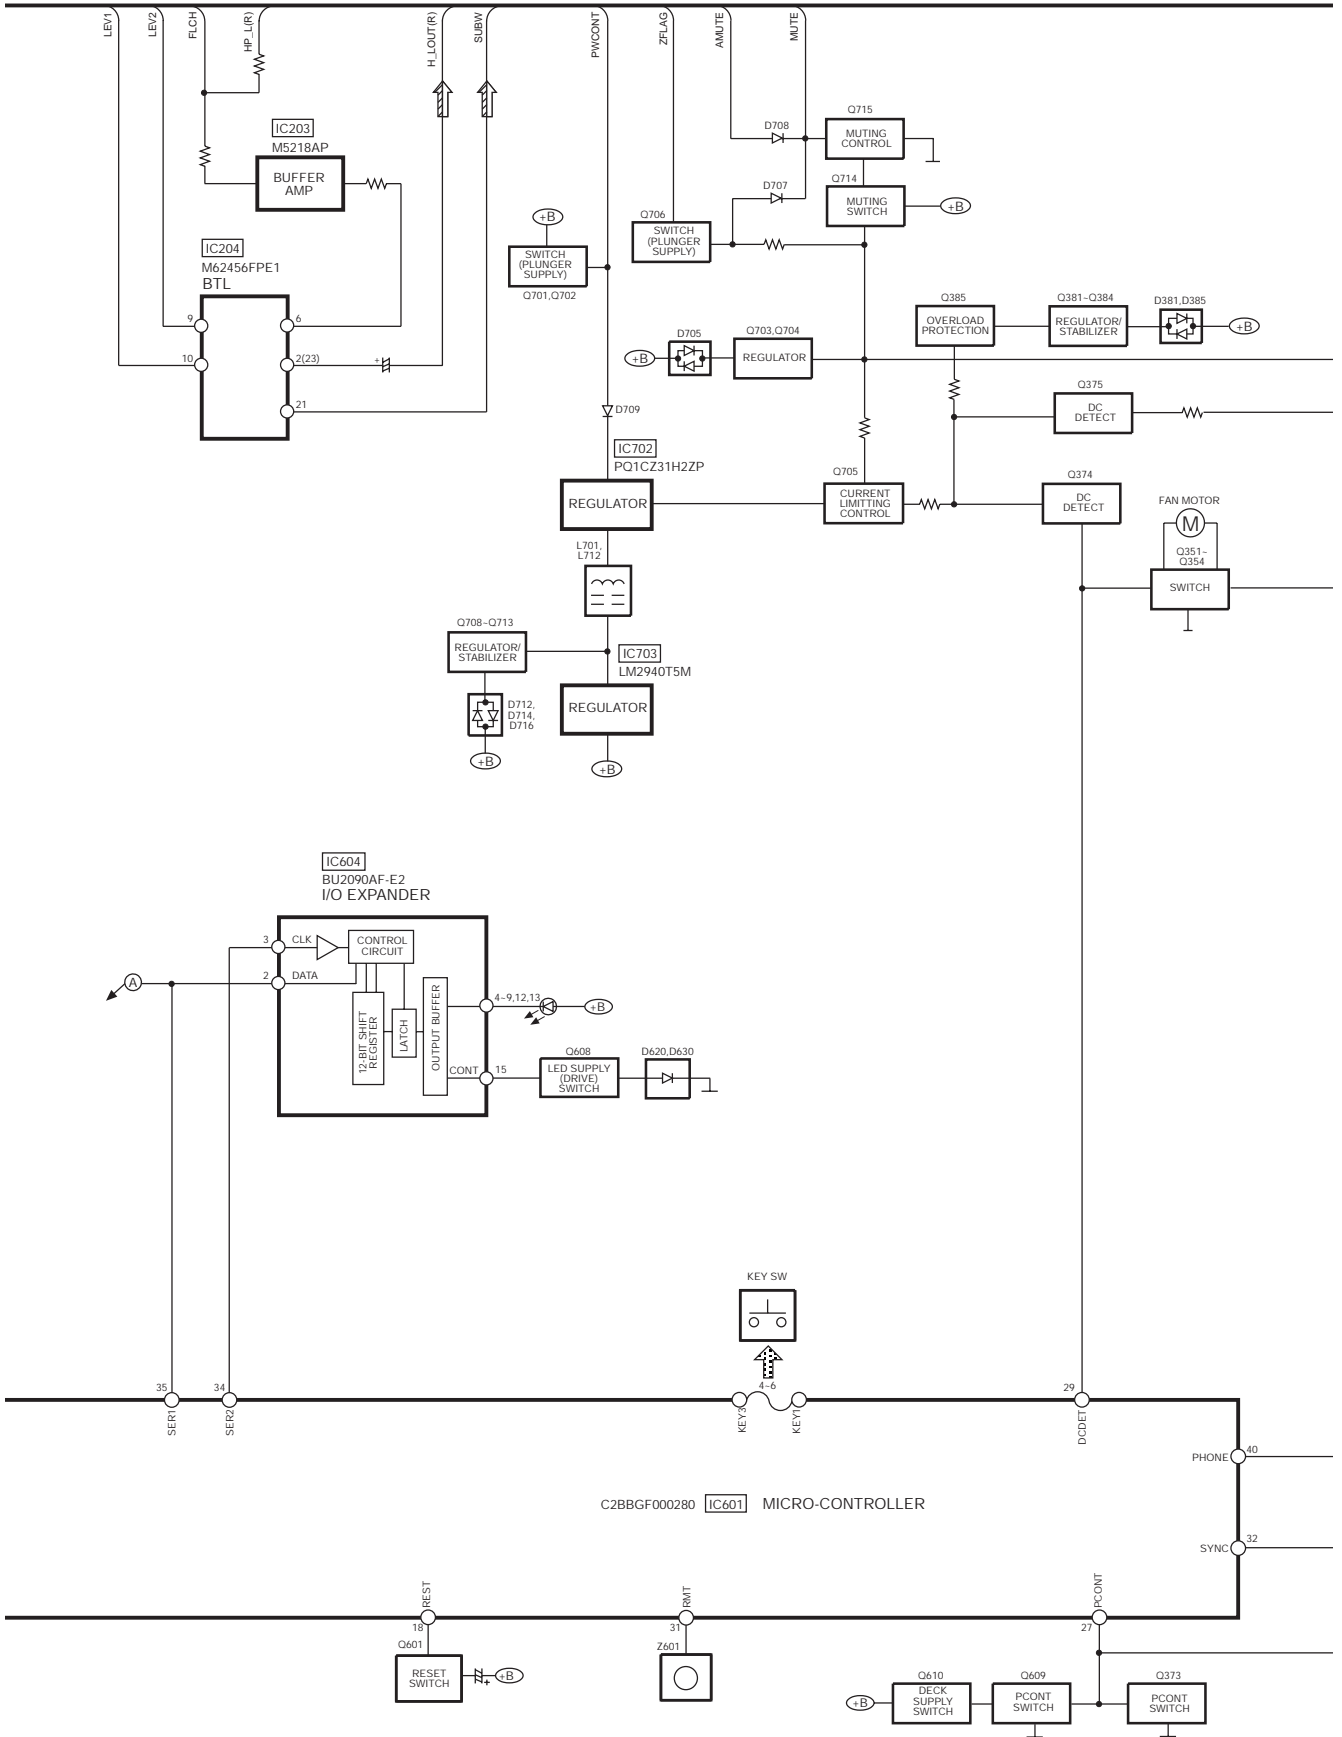 LEV1
LEV2
FLCH
HP_L(R)
H_LOUT(R)
SUBW
PWCONT
ZFLAG
AMUTE
MUTE
IC203
M5218AP
BUFFER
AMP
IC204
M62456FPE1
BTL
9
10
6
2(23)
+
21
+B
SWITCH
(PLUNGER
SUPPLY)
Q701,Q702
Q706
SWITCH
(PLUNGER
SUPPLY)
D708
D707
Q715
MUTING
CONTROL
Q714
MUTING
SWITCH
+B
D705
+B
Q703,Q704
REGULATOR
Q385
OVERLOAD
PROTECTION
Q381~Q384
REGULATOR/
STABILIZER
D381,D385
+B
Q375
DC
DETECT
D709
IC702
PQ1CZ31H2ZP
REGULATOR
Q705
CURRENT
LIMITTING
CONTROL
Q374
DC
DETECT
FAN MOTOR
M
Q351~
Q354
SWITCH
L701,
L712
Q708~Q713
REGULATOR/
STABILIZER
IC703
LM2940T5M
REGULATOR
D712,
D714,
D716
+B
+B
IC604
BU2090AF-E2
I/O EXPANDER
3
CLK
CONTROL
CIRCUIT
A
2
DATA
12-BIT SHIFT
REGISTER
LATCH
OUTPUT BUFFER
4~9,12,13
+B
CONT
15
Q608
LED SUPPLY
(DRIVE)
SWITCH
D620,D630
KEY SW
4~6
35
34
29
SER1
SER2
KEY3
KEY1
DCDET
PHONE
40
C2BBGF000280
IC601
MICRO-CONTROLLER
SYNC
32
REST
RMT
PCONT
18
31
27
Q601
RESET
SWITCH
+
+B
Z601
+B
Q610
DECK
SUPPLY
SWITCH
Q609
PCONT
SWITCH
Q373
PCONT
SWITCH